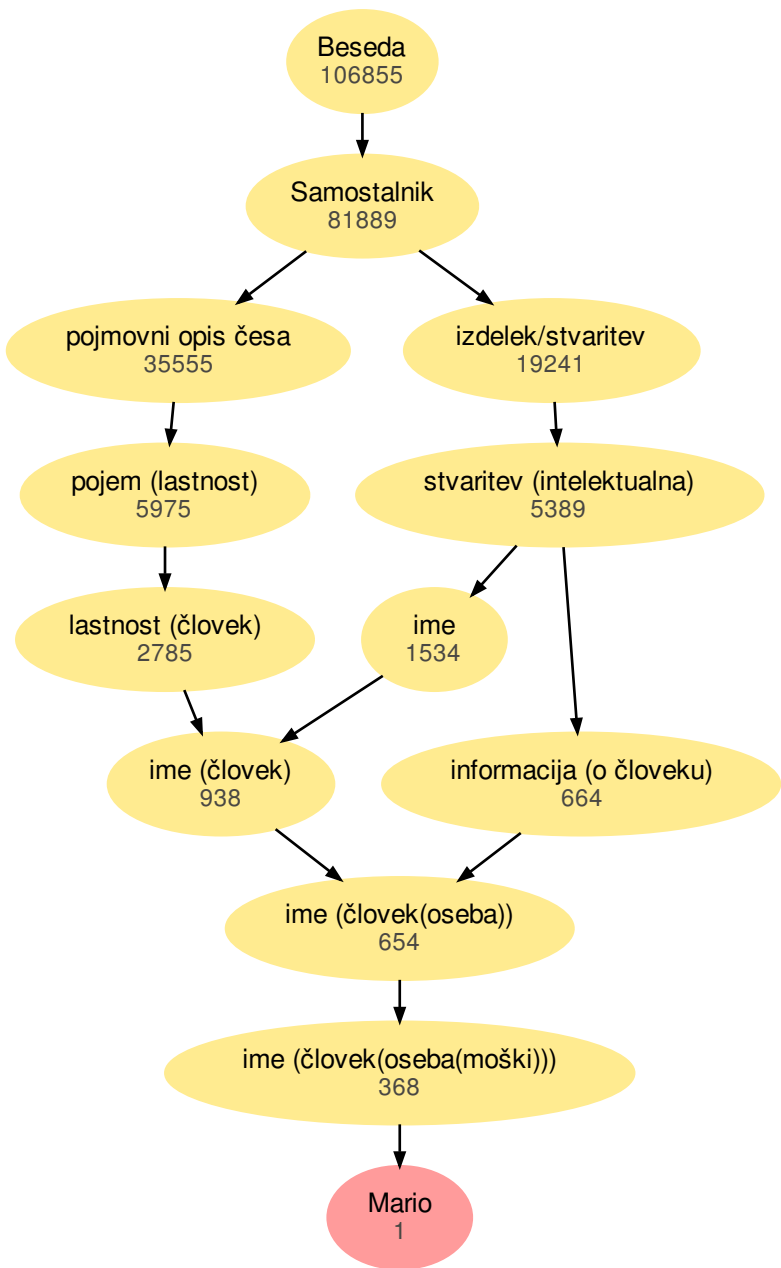 Beseda
106855
Samostalnik
81889
pojmovni opis česa
35555
izdelek/stvaritev
19241
pojem (lastnost)
5975
stvaritev (intelektualna)
5389
lastnost (človek)
2785
ime
1534
ime (človek)
938
informacija (o človeku)
664
ime (človek(oseba))
654
ime (človek(oseba(moški)))
368
Mario
1